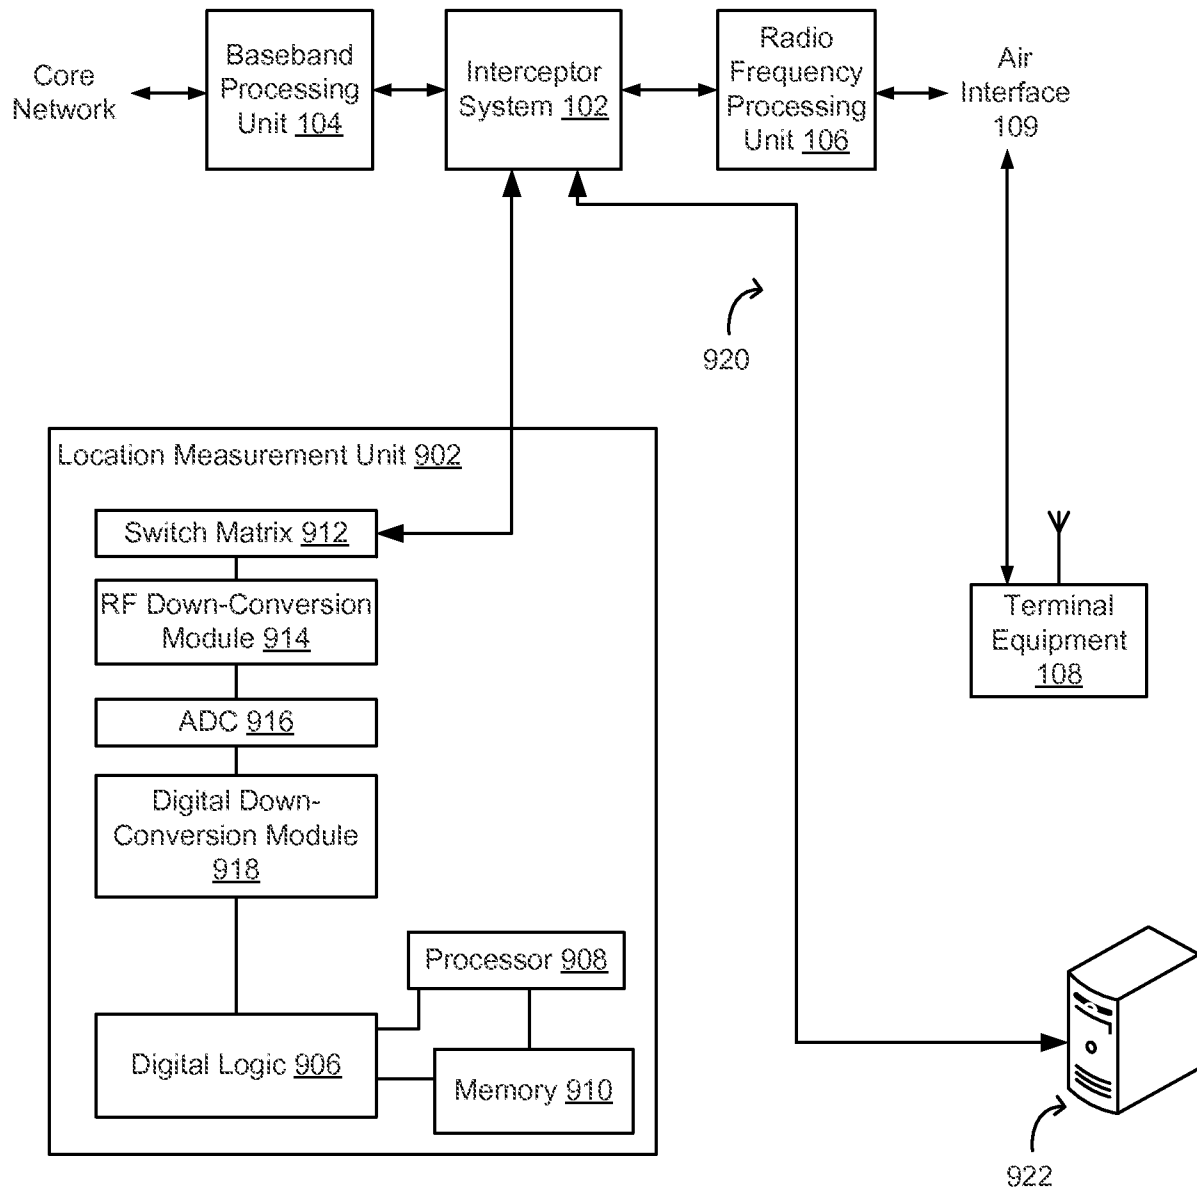 Core
Network
Baseband
Processing
Unit 104
Interceptor
System 102
Radio
Frequency
Processing
Unit 106
Air
Interface
109
920
Location Measurement Unit 902
Switch Matrix 912
RF Down-Conversion
Module 914
ADC 916
Digital Down-
Conversion Module
918
Processor 908
Digital Logic 906
Memory 910
Terminal
Equipment
108
922